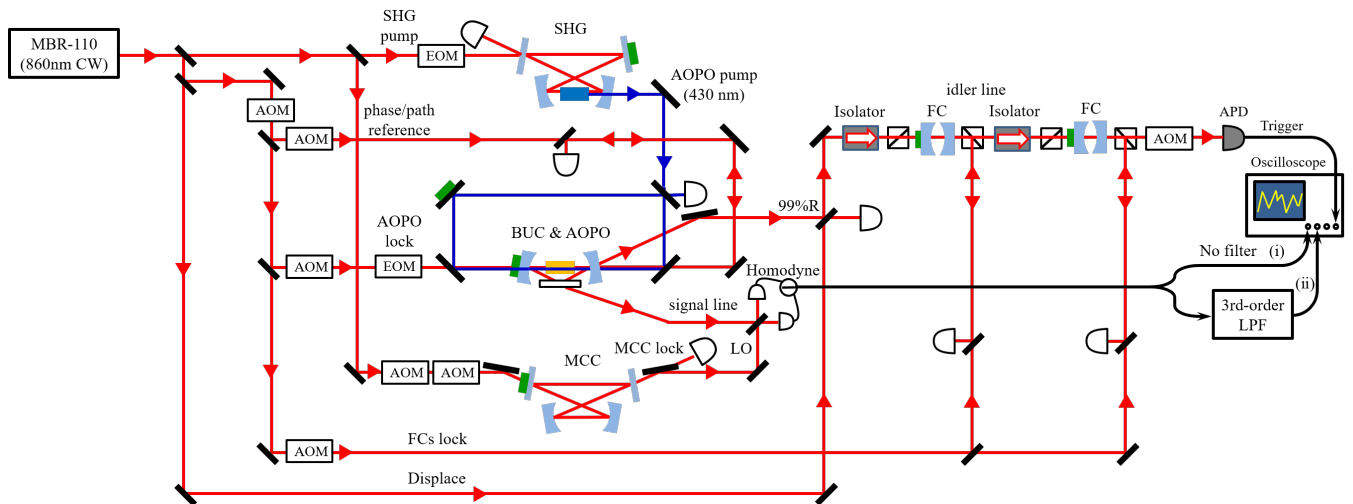 MBR-110
(860nm CW)
SHG
pump
EOM
SHG
AOPO pump
(430 nm)
AOM
phase/path
reference
AOM
idler line
Isolator
FC
Isolator
FC
AOM
APD
Trigger
Oscilloscope
99%R
AOPO
lock
BUC & AOPO
AOM
EOM
Homodyne
No filter
(i)
(ii)
signal line
3rd-order
LPF
LO
MCC lock
MCC
AOM
AOM
FCs lock
AOM
Displace